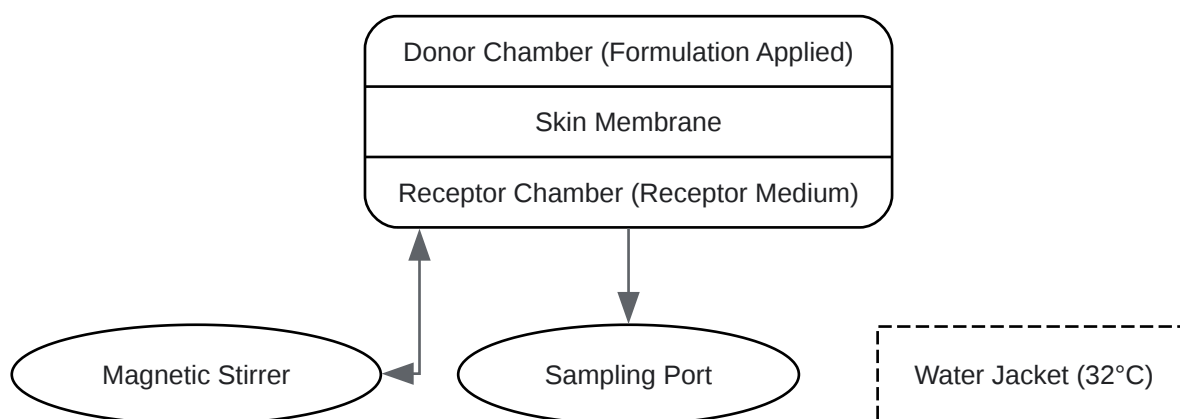 Donor Chamber (Formulation Applied)
Skin Membrane
Receptor Chamber (Receptor Medium)
Magnetic Stirrer
Sampling Port
Water Jacket (32°C)